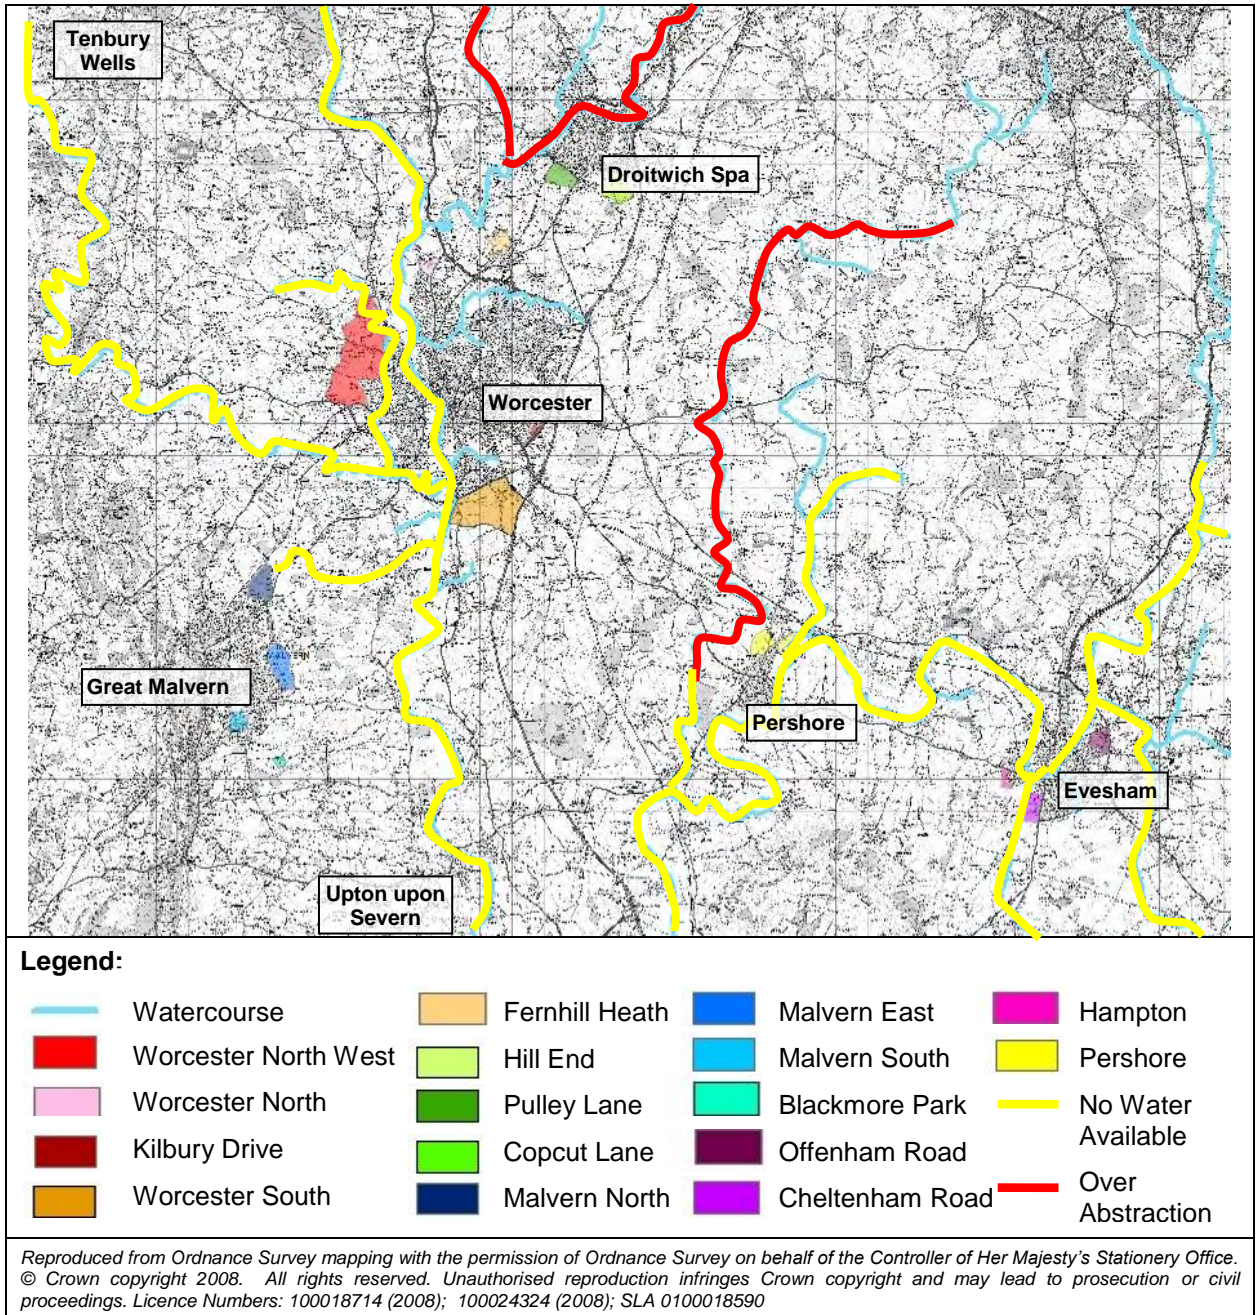 Tenbury
Wells
Droitwich Spa
Worcester
Great Malvern
Pershore
Evesham
Upton upon
Severn
Legend:
Watercourse
Worcester North West
Worcester North
Kilbury Drive
Worcester South
Fernhill Heath
Hill End
Pulley Lane
Copcut Lane
Malvern North
Malvern East
Malvern South
Blackmore Park
Offenham Road
Cheltenham Road
Hampton
Pershore
No Water
Available
Over
Abstraction
Reproduced from Ordnance Survey mapping with the permission of Ordnance Survey on behalf of the Controller of Her Majesty's Stationery Office.
© Crown copyright 2008. All rights reserved. Unauthorised reproduction infringes Crown copyright and may lead to prosecution or civil
proceedings. Licence Numbers: 100018714 (2008); 100024324 (2008); SLA 0100018590